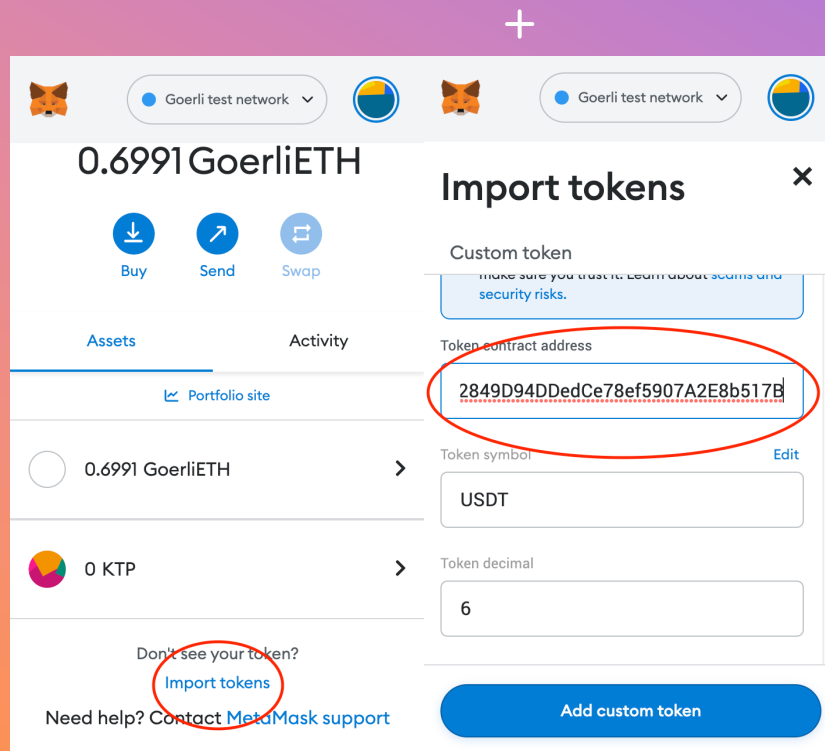 Goerli test network
0.6991 GoerliETH
Buy
Send
Swap
Assets
Activity
Portfolio site
0.6991 GoerliETH
0 KTP
Don't see your token?
Import tokens
Need help? Contact MetaMask support
Goerli test network
Import tokens
Custom token
make sure you trust it. Learn about scams and
security risks.
Token contract address
2849D94DDedCe78ef5907A2E8b517B
Token symbol
Edit
USDT
Token decimal
6
Add custom token